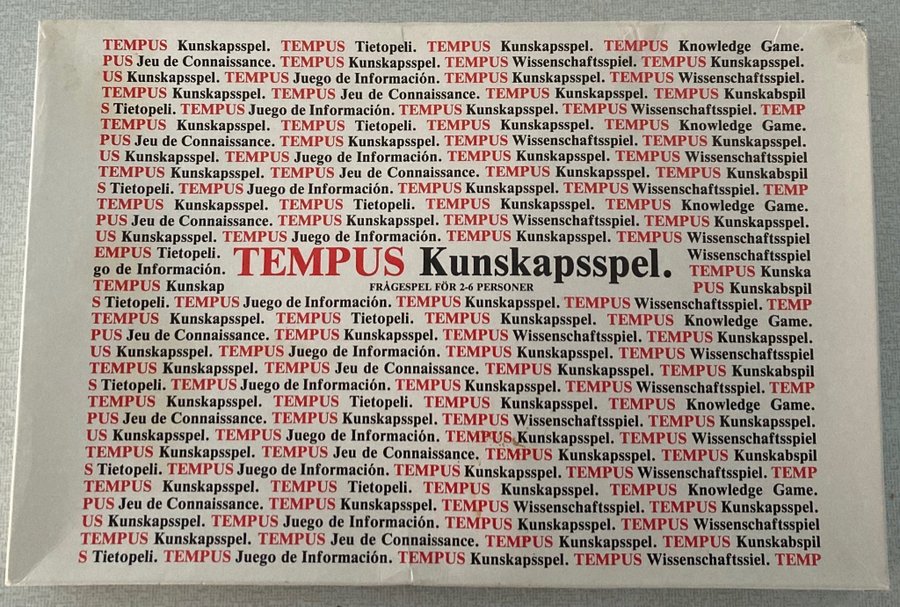 TEMPUS Kunskapsspel. TEMPUS Tietopeli. TEMPUS Kunskapsspel. TEMPUS Knowledge Game.
PUS Jeu de Connaissance. TEMPUS Kunskapsspel. TEMPUS Wissenschaftsspiel. TEMPUS Kunskapsspel.
US Kunskapsspel. TEMPUS Juego de Información. TEMPUS Kunskapsspel. TEMPUS Wissenschaftsspiel.
TEMPUS Kunskapsspel. TEMPUS Jeu de Connaissance. TEMPUS Kunskapsspel. TEMPUS Kunskabspil
S Tietopeli. TEMPUS Juego de Información. TEMPUS Kunskapsspel. TEMPUS Wissenschaftsspiel. TEMP
TEMPUS Kunskapsspel. TEMPUS Tietopeli. TEMPUS Kunskapsspel. TEMPUS Knowledge Game.
PUS Jeu de Connaissance. TEMPUS Kunskapsspel. TEMPUS Wissenschaftsspiel. TEMPUS Kunskapsspel.
US Kunskapsspel. TEMPUS Juego de Información. TEMPUS Kunskapsspel. TEMPUS Wissenschaftsspiel
TEMPUS Kunskapsspel. TEMPUS Jeu de Connaissance. TEMPUS Kunskapsspel. TEMPUS Kunskabspil
S Tietopeli. TEMPUS Juego de Información. TEMPUS Kunskapsspel. TEMPUS Wissenschaftsspiel. TEMP
TEMPUS Kunskapsspel. TEMPUS Tietopeli. TEMPUS Kunskapsspel. TEMPUS Knowledge Game.
PUS Jeu de Connaissance. TEMPUS Kunskapsspel. TEMPUS Wissenschaftsspiel. TEMPUS Kunskapsspel.
US Kunskapsspel. TEMPUS Juego de Información. TEMPUS Kunskapsspel. TEMPUS Wissenschaftsspiel
EMPUS Tietopeli. Wissenschaftsspiel
go de Información. TEMPUS Kunskapsspel. TEMPUS Kunska
TEMPUS Kunskap FRÅGESPEL FÖR 2-6 PERSONER PUS Kunskabspil
S Tietopeli. TEMPUS Juego de Información. TEMPUS Kunskapsspel. TEMPUS Wissenschaftsspiel. TEMP
TEMPUS Kunskapsspel. TEMPUS Tietopeli. TEMPUS Kunskapsspel. TEMPUS Knowledge Game.
PUS Jeu de Connaissance. TEMPUS Kunskapsspel. TEMPUS Wissenschaftsspiel. TEMPUS Kunskapsspel.
US Kunskapsspel. TEMPUS Juego de Información. TEMPUS Kunskapsspel. TEMPUS Wissenschaftsspiel
TEMPUS Kunskapsspel. TEMPUS Jeu de Connaissance. TEMPUS Kunskapsspel. TEMPUS Kunskabspil
S Tietopeli. TEMPUS Juego de Información. TEMPUS Kunskapsspel. TEMPUS Wissenschaftsspiel. TEMP
TEMPUS Kunskapsspel. TEMPUS Tietopeli. TEMPUS Kunskapsspel. TEMPUS Knowledge Game.
PUS Jeu de Connaissance. TEMPUS Kunskapsspel. TEMPUS Wissenschaftsspiel. TEMPUS Kunskapsspel.
US Kunskapsspel. TEMPUS Juego de Información. TEMPUS Kunskapsspel. TEMPUS Wissenschaftsspiel
TEMPUS Kunskapsspel. TEMPUS Jeu de Connaissance. TEMPUS Kunskapsspel. TEMPUS Kunskabspil
S Tietopeli. TEMPUS Juego de Información. TEMPUS Kunskapsspel. TEMPUS Wissenschaftsspiel. TEMP
TEMPUS Kunskapsspel. TEMPUS Tietopeli. TEMPUS Kunskapsspel. TEMPUS Knowledge Game.
PUS Jeu de Connaissance. TEMPUS Kunskapsspel. TEMPUS Wissenschaftsspiel. TEMPUS Kunskapsspel.
US Kunskapsspel. TEMPUS Juego de Información. TEMPUS Kunskapsspel. TEMPUS Wissenschaftsspiel
TEMPUS Kunskapsspel. TEMPUS Jeu de Connaissance. TEMPUS Kunskapsspel. TEMPUS Kunskabspil
S Tietopeli. TEMPUS Juego de Información. TEMPUS Kunskapsspel. TEMPUS Wissenschaftssiel. TEMP